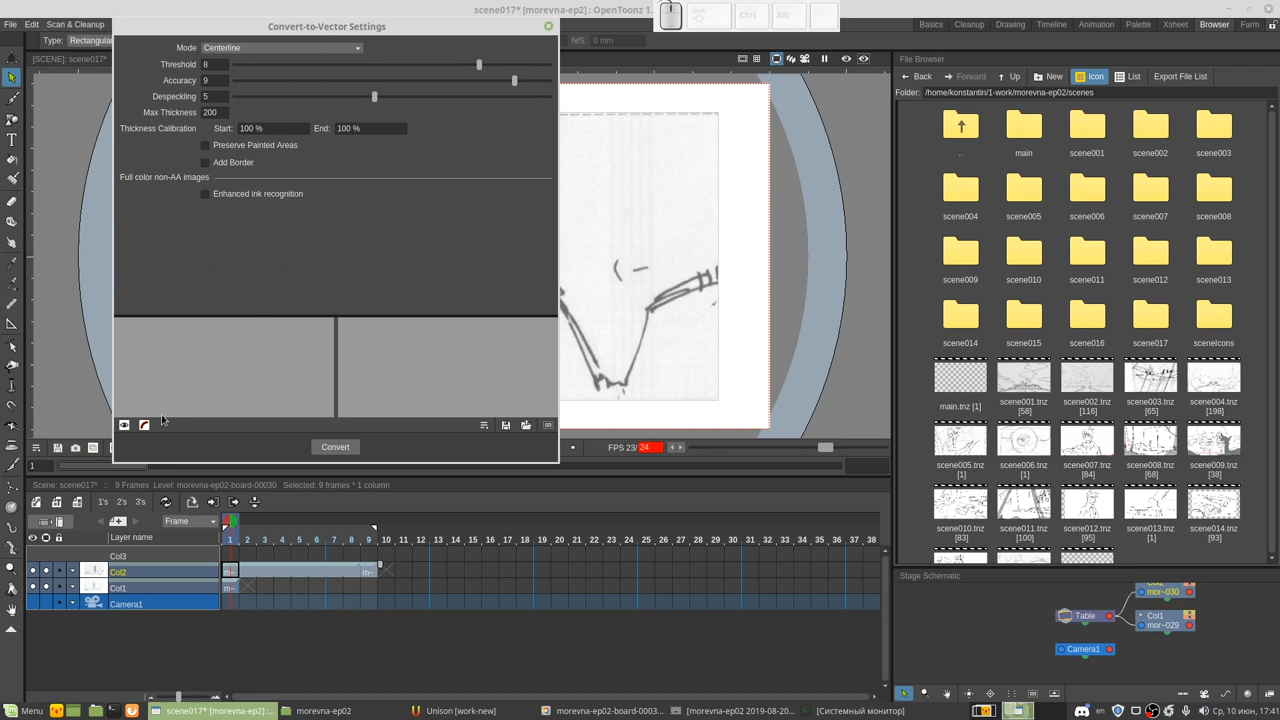 scene017* [morevna-ep2] : OpenToonz 1.
Shift
Ctrl
Alt
File
Edit
Scan & Cleanup
Basics
Cleanup
Drawing
Timeline
Animation
Palette
Xsheet
Browser
Farm
Type:
Rectangular
N/S:
0 mm
[SCENE]: scene017*
Convert-to-Vector Settings
Mode
Centerline
Threshold
8
Accuracy
9
Despeckling
5
Max Thickness
200
Thickness Calibration
Start:
100 %
End:
100 %
Preserve Painted Areas
Add Border
Full color non-AA images
Enhanced ink recognition
Convert
FPS 23/
24
1
File Browser
Back
Forward
Up
New
Icon
List
Export File List
Folder:
/home/konstantin/1-work/morevna-ep02/scenes
..
main
scene001
scene002
scene003
scene004
scene005
scene006
scene007
scene008
scene009
scene010
scene011
scene012
scene013
scene014
scene015
scene016
scene017
sceneIcons
main.tnz [1]
scene001.tnz
[58]
scene002.tnz
[116]
scene003.tnz
[65]
scene004.tnz
[198]
scene005.tnz
[1]
scene006.tnz
[1]
scene007.tnz
[84]
scene008.tnz
[68]
scene009.tnz
[38]
scene010.tnz
[83]
scene011.tnz
[100]
scene012.tnz
[95]
scene013.tnz
[1]
scene014.tnz
[93]
Scene: scene017* :: 9 Frames Level: morevna-ep02-board-00030 Selected: 9 frames * 1 column
1's
2's
3's
Frame
Layer name
1 2 3 4 5 6 7 8 9 10 11 12 13 14 15 16 17 18 19 20 21 22 23 24 25 26 27 28 29 30 31 32 33 34 35 36 37 38
Col3
Col2
Col1
Camera1
Stage Schematic
Table
mor~030
Col1
mor~029
Camera1
Menu
scene017* [morevna-ep2] :...
morevna-ep02
Unison [work-new]
morevna-ep02-board-0003...
[morevna-ep02 2019-08-20...
[Системный монитор]
en
Ср, 10 июн, 17:41